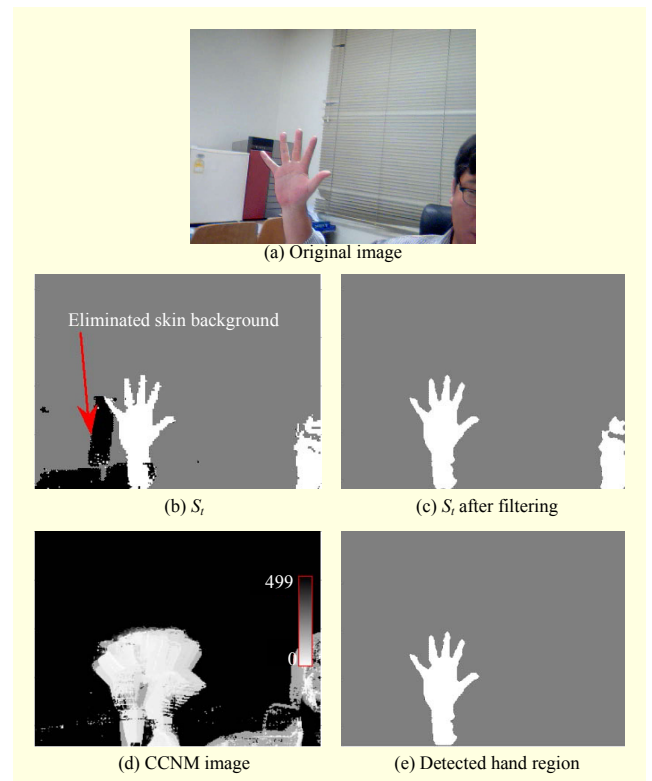 (a) Original image
Eliminated skin background
(b) Sₜ
(c) Sₜ after filtering
499
0
(d) CCNM image
(e) Detected hand region